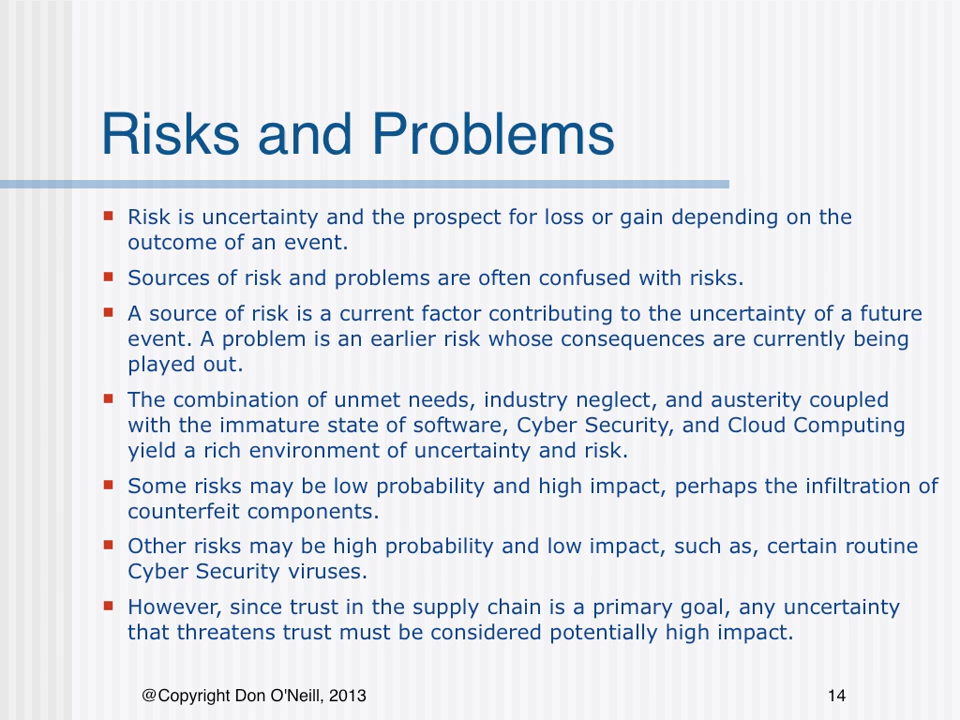 Risks and Problems
Risk is uncertainty and the prospect for loss or gain depending on the
outcome of an event.
Sources of risk and problems are often confused with risks.
A source of risk is a current factor contributing to the uncertainty of a future
event. A problem is an earlier risk whose consequences are currently being
played out.
The combination of unmet needs, industry neglect, and austerity coupled
with the immature state of software, Cyber Security, and Cloud Computing
yield a rich environment of uncertainty and risk.
Some risks may be low probability and high impact, perhaps the infiltration of
counterfeit components.
Other risks may be high probability and low impact, such as, certain routine
Cyber Security viruses.
However, since trust in the supply chain is a primary goal, any uncertainty
that threatens trust must be considered potentially high impact.
@Copyright Don O'Neill, 2013 14